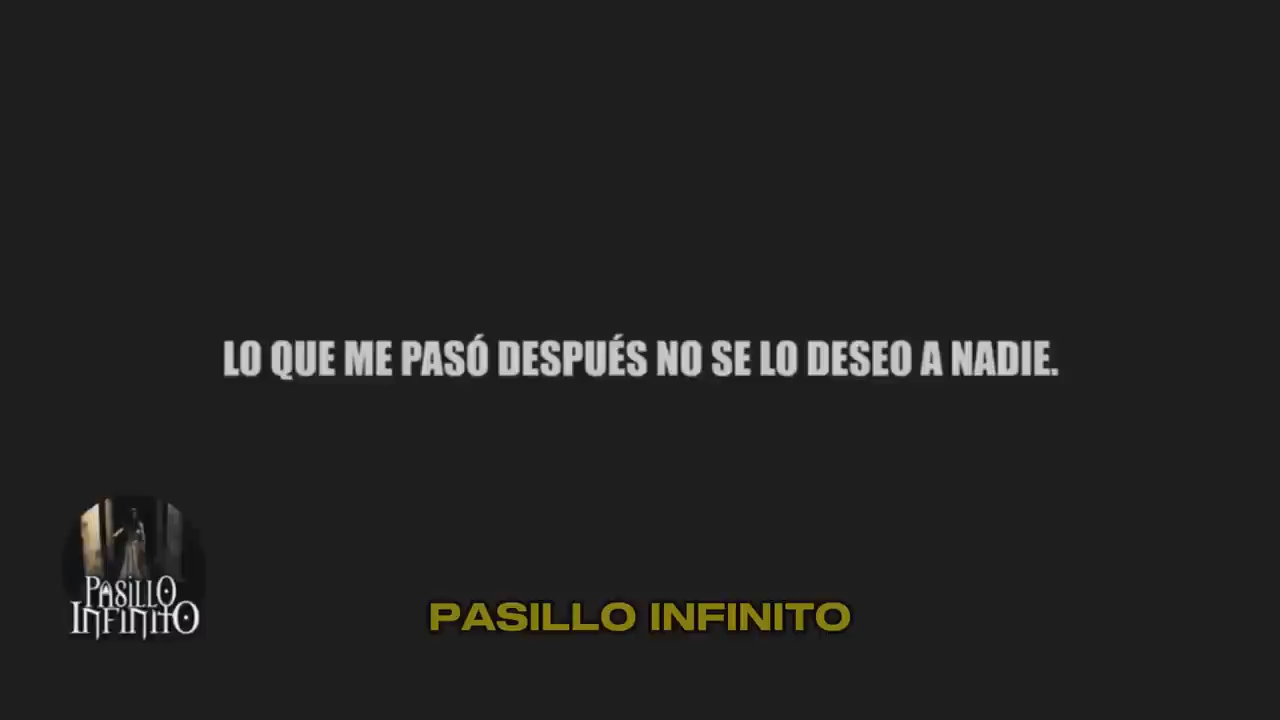 LO QUE ME PASÓ DESPUÉS NO SE LO DESEO A NADIE.
PASILLO
INFINITO
PASILLO INFINITO